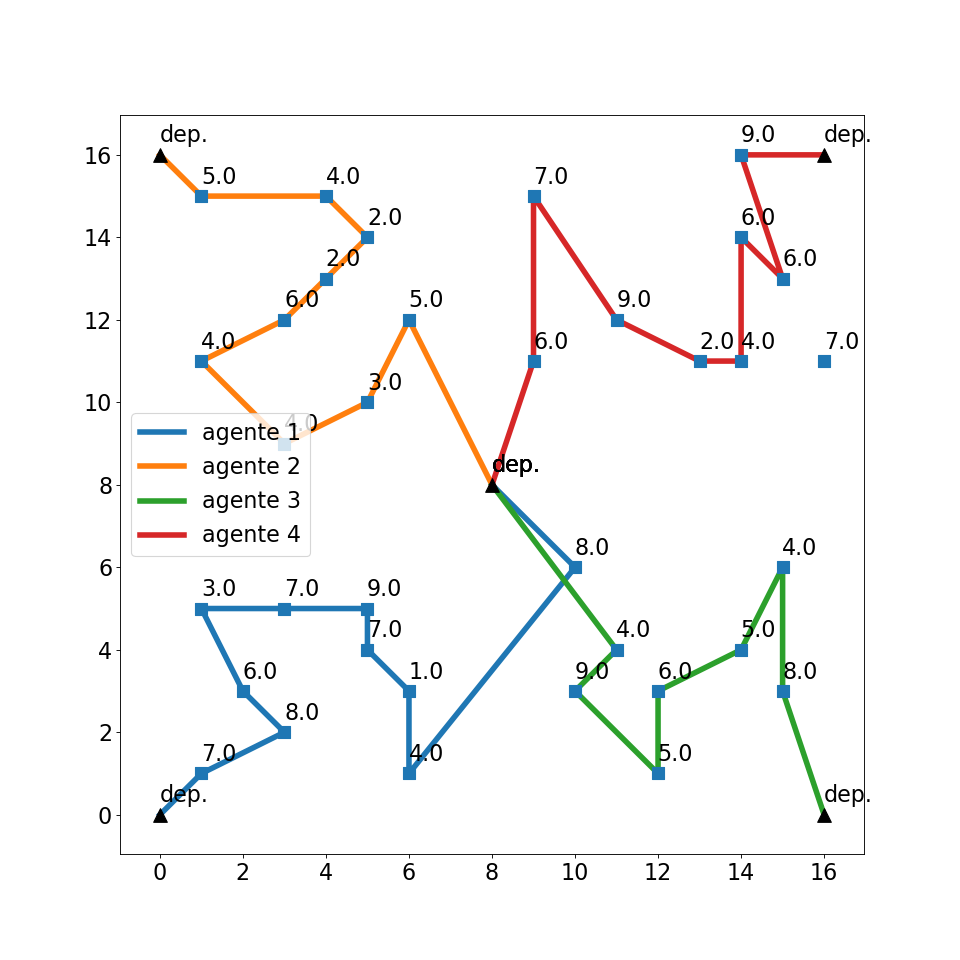 9.0
dep. dep.
16
5.0 4.0 7.0
2.0 6.0
14
2.0 6.0
6.0 5.0 9.0
12
4.0 6.0 2.0 4.0 7.0
3.0
10
4.0
agente 1
agente 2
dep.
8
agente 3
agente 4
8.0 4.0
6
3.0 7.0 9.0
7.0 4.0 5.0
4
6.0 1.0 9.0 6.0 8.0
8.0
2
7.0 4.0 5.0
dep. dep.
0
0 2 4 6 8 10 12 14 16